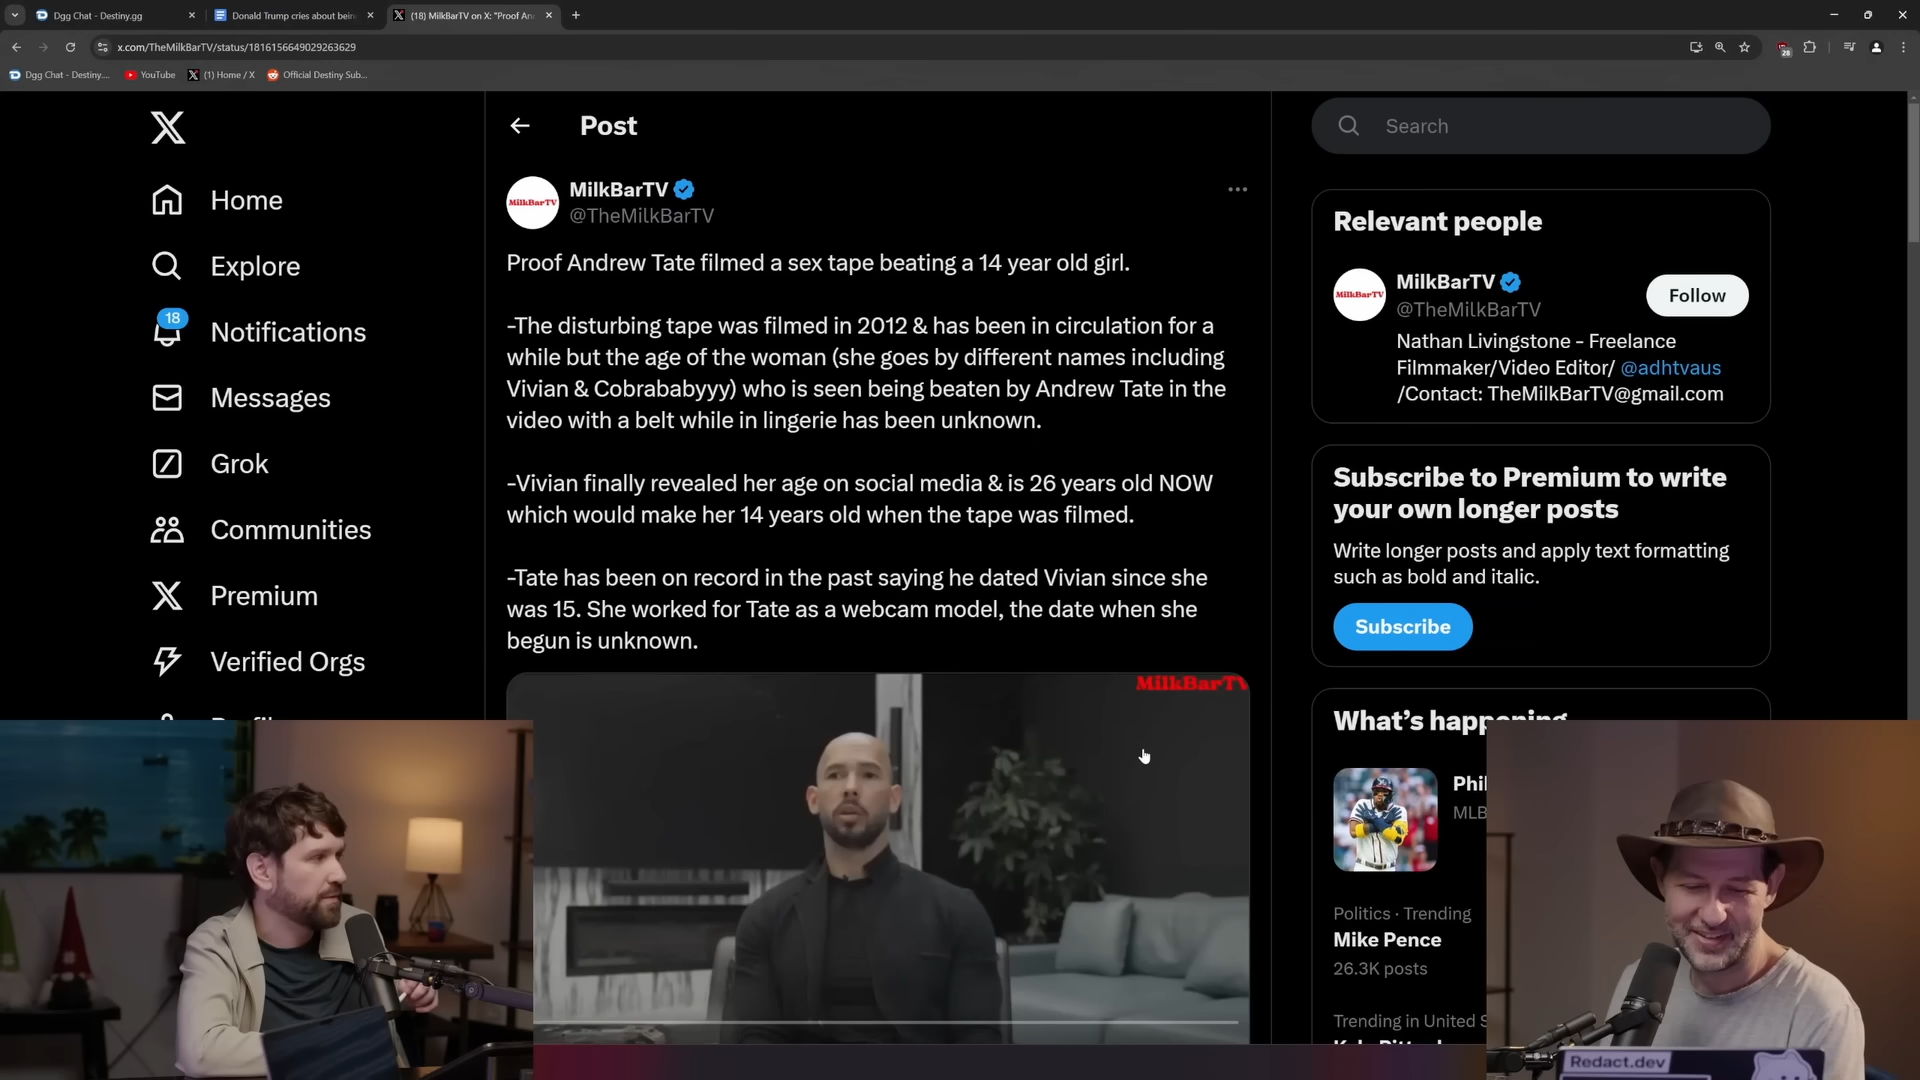 Dgg Chat - Destiny.gg
Donald Trump cries about bein
(18) MilkBarTV on X: "Proof An
x.com/TheMilkBarTV/status/1816156649029263629
28
Dgg Chat - Destiny....
YouTube
(1) Home / X
Official Destiny Sub...
Home
Explore
18
Notifications
Messages
Grok
Communities
Premium
Verified Orgs
Post
MilkBarTV
MilkBarTV
@TheMilkBarTV
Proof Andrew Tate filmed a sex tape beating a 14 year old girl.
-The disturbing tape was filmed in 2012 & has been in circulation for a
while but the age of the woman (she goes by different names including
Vivian & Cobrababyyy) who is seen being beaten by Andrew Tate in the
video with a belt while in lingerie has been unknown.
-Vivian finally revealed her age on social media & is 26 years old NOW
which would make her 14 years old when the tape was filmed.
-Tate has been on record in the past saying he dated Vivian since she
was 15. She worked for Tate as a webcam model, the date when she
begun is unknown.
MilkBarTV
Search
Relevant people
MilkBarTV
MilkBarTV
@TheMilkBarTV
Follow
Nathan Livingstone - Freelance
Filmmaker/Video Editor/ @adhtvaus
/Contact: TheMilkBarTV@gmail.com
Subscribe to Premium to write
your own longer posts
Write longer posts and apply text formatting
such as bold and italic.
Subscribe
What's happening
Phil
MLB
Politics · Trending
Mike Pence
26.3K posts
Trending in United S
Redact.dev